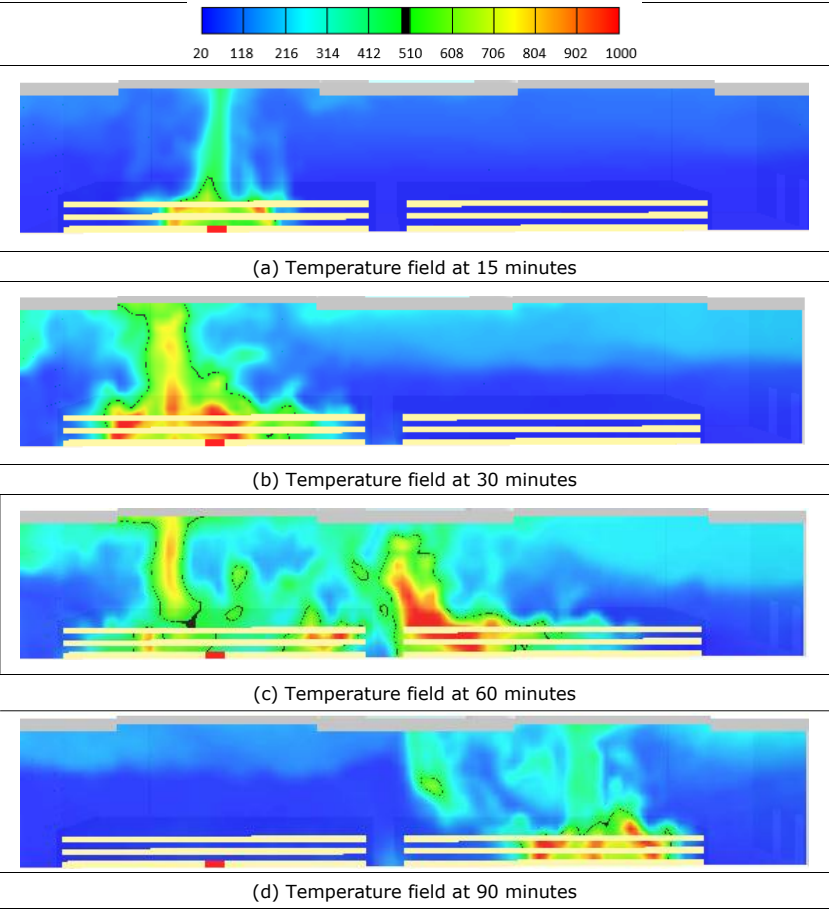 20 118 216 314 412 510 608 706 804 902 1000
(a) Temperature field at 15 minutes
(b) Temperature field at 30 minutes
(c) Temperature field at 60 minutes
(d) Temperature field at 90 minutes